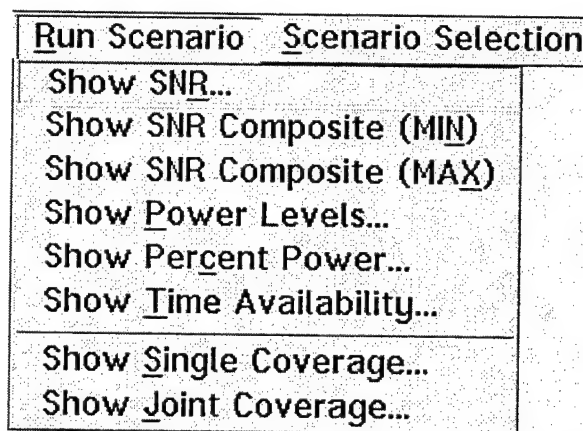 Run Scenario Scenario Selection
Show SNR...
Show SNR Composite (MIN)
Show SNR Composite (MAX)
Show Power Levels...
Show Percent Power...
Show Time Availability...
Show Single Coverage...
Show Joint Coverage...